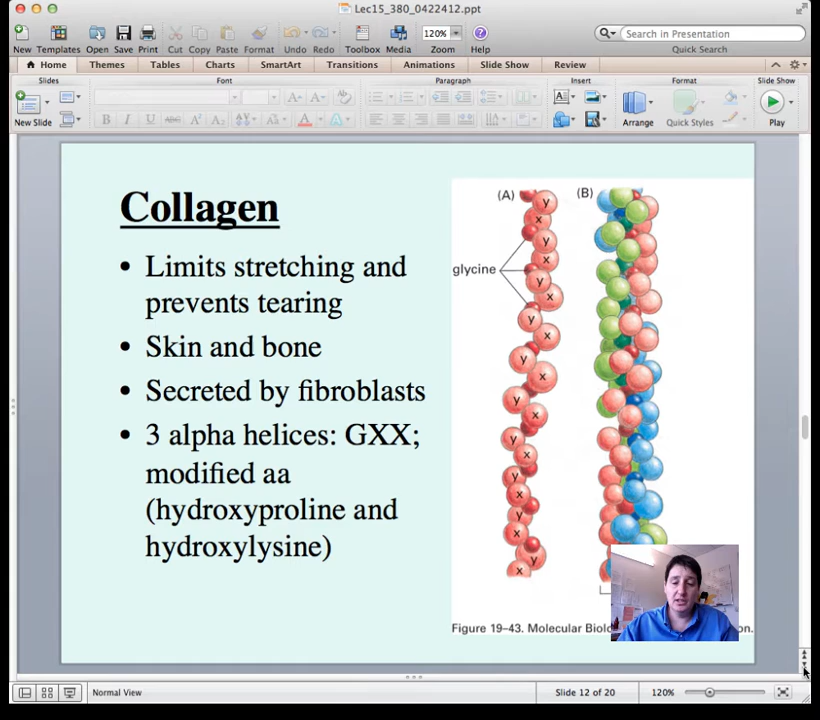 Lec15_380_0422412.ppt
New Templates Open Save Print Cut Copy Paste Format Undo Redo Toolbox Media 120% Zoom Help Search in Presentation Quick Search
Home Themes Tables Charts SmartArt Transitions Animations Slide Show Review
Slides Font Paragraph Insert Format Slide Show
New Slide Arrange Quick Styles Play
Collagen
• Limits stretching and
prevents tearing
• Skin and bone
• Secreted by fibroblasts
• 3 alpha helices: GXX;
modified aa
(hydroxyproline and
hydroxylysine)
(A) (B)
glycine
y
x
y
x
y
x
y
x
y
x
y
x
y
x
y
x
y
x
y
x
Figure 19–43. Molecular
Normal View Slide 12 of 20 120%